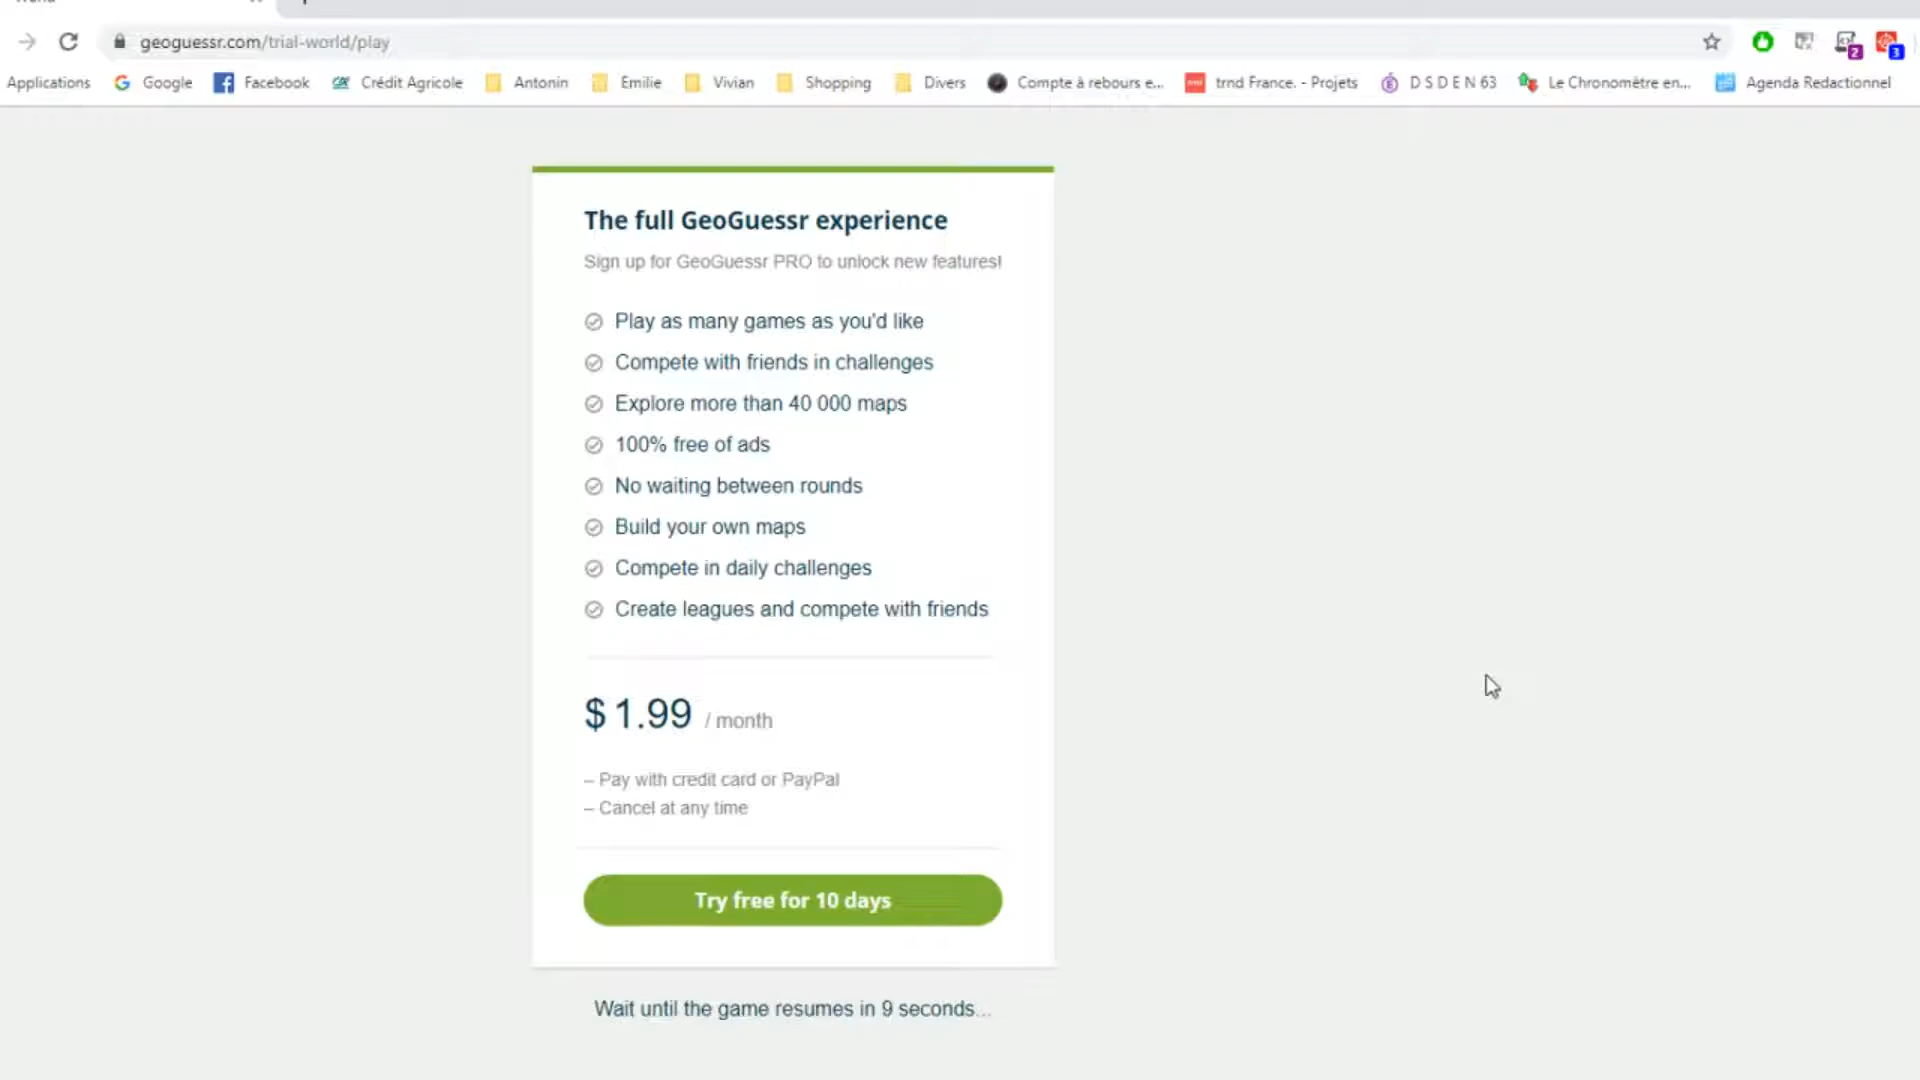 geoguessr.com/trial-world/play
2
3
Applications Google Facebook Crédit Agricole Antonin Emilie Vivian Shopping Divers Compte à rebours e... trnd France. - Projets D S D E N 63 Le Chronomètre en... Agenda Redactionnel
The full GeoGuessr experience
Sign up for GeoGuessr PRO to unlock new features!
Play as many games as you'd like
Compete with friends in challenges
Explore more than 40 000 maps
100% free of ads
No waiting between rounds
Build your own maps
Compete in daily challenges
Create leagues and compete with friends
$ 1.99 / month
– Pay with credit card or PayPal
– Cancel at any time
Try free for 10 days
Wait until the game resumes in 9 seconds...